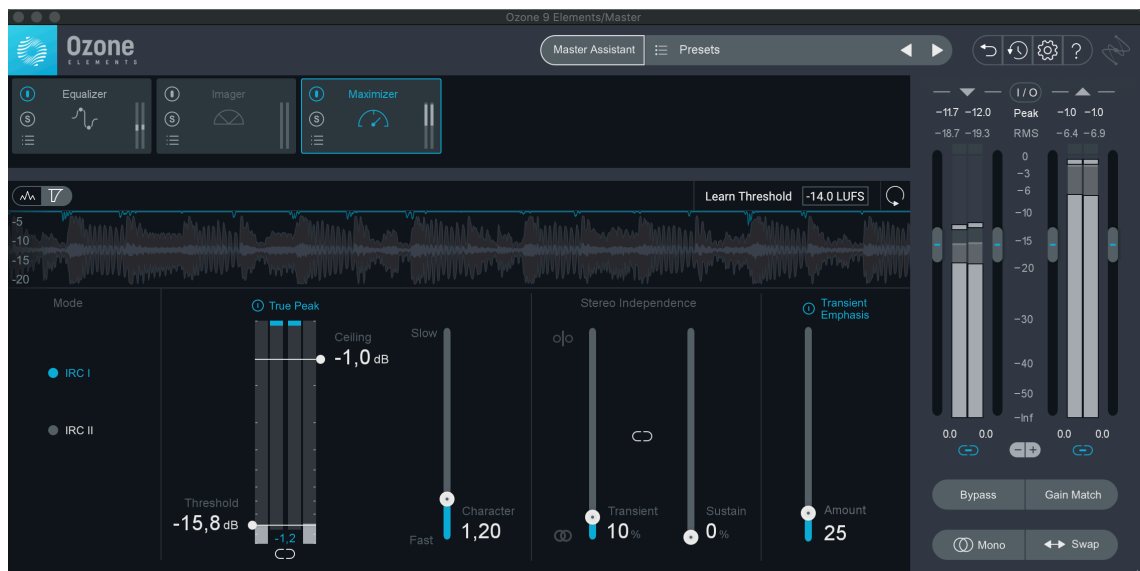 Ozone 9 Elements/Master
Ozone
ELEMENTS
Master Assistant
Presets
?
Equalizer
S
Imager
S
Maximizer
S
I/O
-11.7 -12.0 Peak -1.0 -1.0
-18.7 -19.3 RMS -6.4 -6.9
0
-3
-6
-10
-15
-20
-30
-40
-50
-Inf
0.0 0.0
0.0 0.0
Bypass
Gain Match
Mono
Swap
Learn Threshold -14.0 LUFS
-5
-10
-15
-20
Mode
IRC I
IRC II
True Peak
Ceiling
-1,0 dB
Threshold
-15,8 dB
-1,2
Slow
Fast
Character
1,20
Stereo Independence
Transient
10 %
Sustain
0 %
Transient
Emphasis
Amount
25